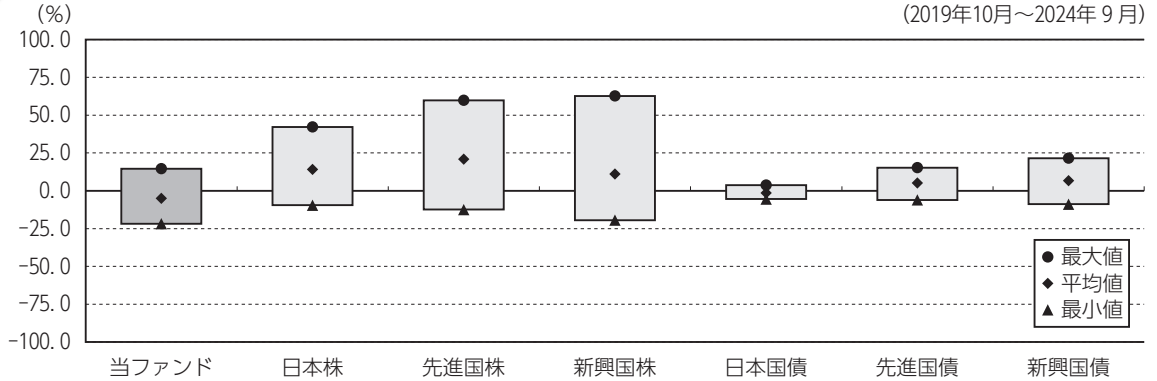 (%)
(2019年10月〜2024年9月)
100.0
75.0
50.0
25.0
0.0
-25.0
-50.0
-75.0
-100.0
● 最大値
◆ 平均値
▲ 最小値
当ファンド 日本株 先進国株 新興国株 日本国債 先進国債 新興国債